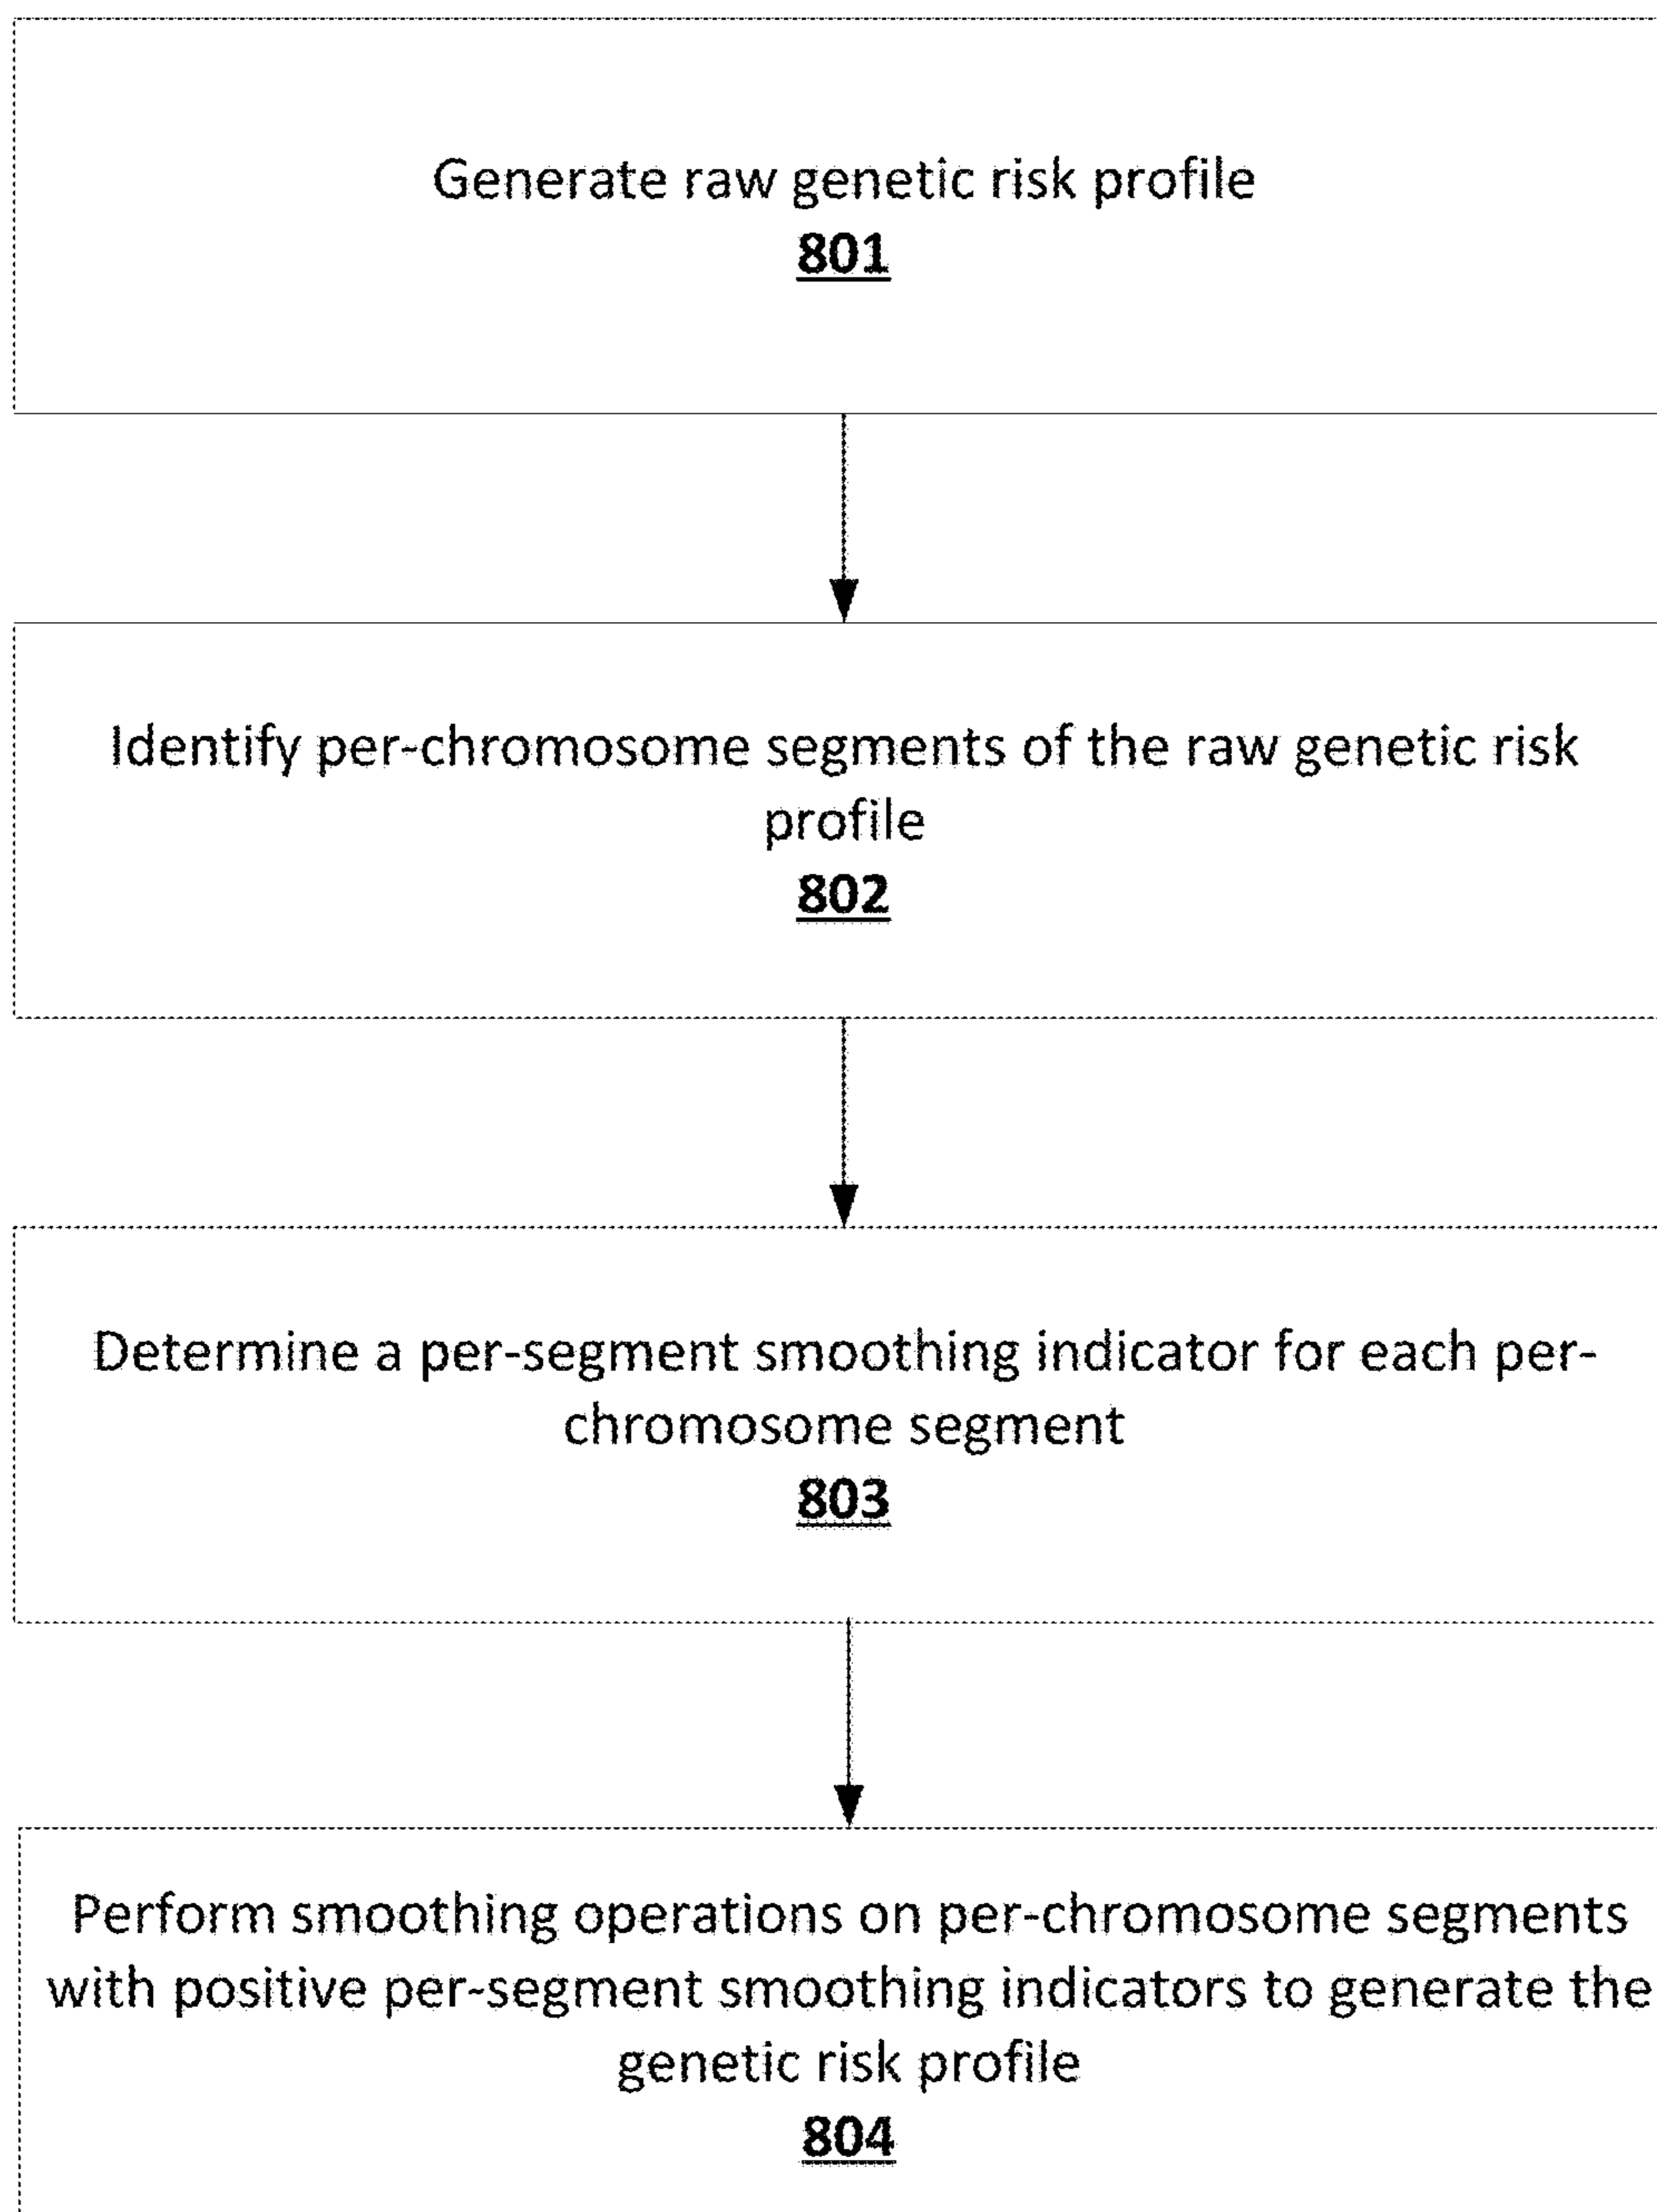 Generate raw genetic risk profile
801
Identify per-chromosome segments of the raw genetic risk
profile
802
Determine a per-segment smoothing indicator for each per-
chromosome segment
803
Perform smoothing operations on per-chromosome segments
with positive per-segment smoothing indicators to generate the
genetic risk profile
804